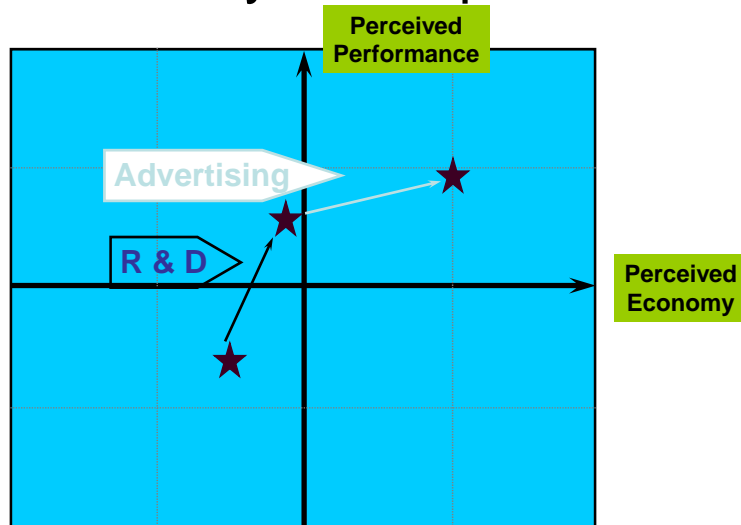 Perceived
Performance
Advertising
R & D
Perceived
Economy